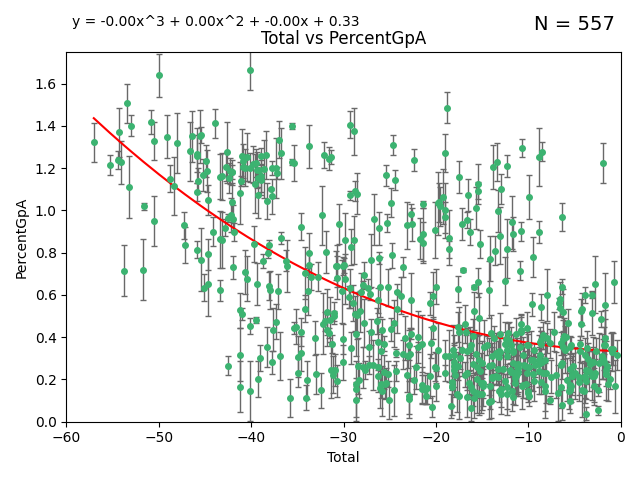 y = -0.00x^3 + 0.00x^2 + -0.00x + 0.33
N = 557
Total vs PercentGpA
PercentGpA
1.6
1.4
1.2
1.0
0.8
0.6
0.4
0.2
0.0
−60 −50 −40 −30 −20 −10 0
Total